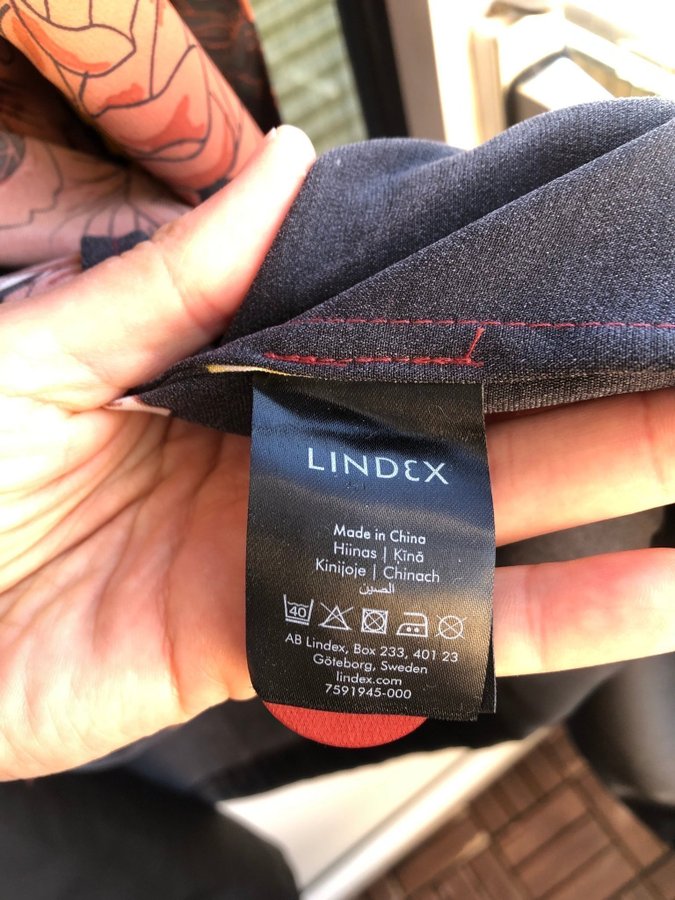 LINDEX
Made in China
Hiinas | Ķīnā
Kinijoje | Chinach
الصين
40
AB Lindex, Box 233, 401 23
Göteborg, Sweden
lindex.com
7591945-000